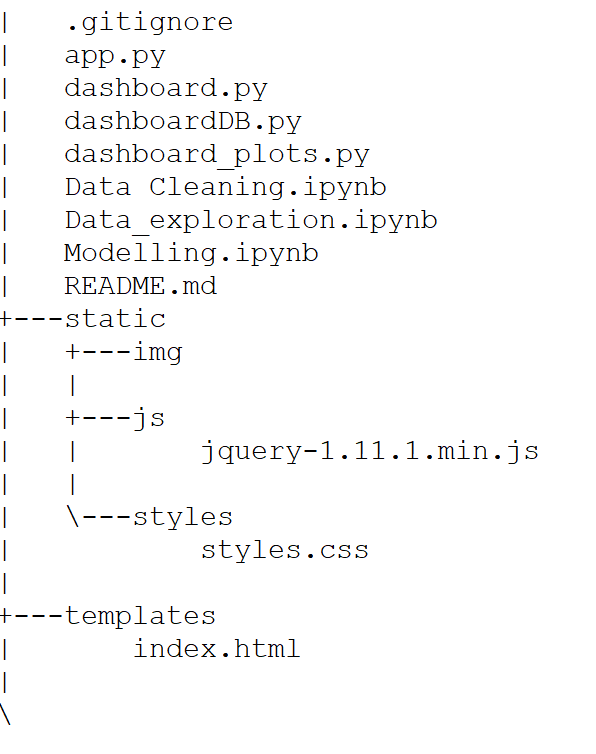 |   .gitignore
|   app.py
|   dashboard.py
|   dashboardDB.py
|   dashboard_plots.py
|   Data Cleaning.ipynb
|   Data_exploration.ipynb
|   Modelling.ipynb
|   README.md
+---static
|   +---img
|   |
|   +---js
|   |       jquery-1.11.1.min.js
|   |
|   \---styles
|           styles.css
|
+---templates
|       index.html
|
\